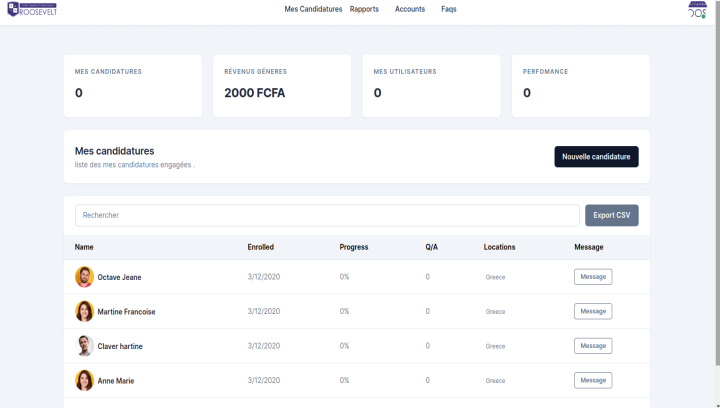 ROOSEVELT
Mes Candidatures Rapports Accounts Faqs
MES CANDIDATURES
0
RÉVENUS GÉNERES
2000 FCFA
MES UTILISATEURS
0
PERFOMANCE
0
Mes candidatures
liste des mes candidatures engagées .
Nouvelle candidature
Rechercher
Export CSV
Name Enrolled Progress Q/A Locations Message
Octave Jeane 3/12/2020 0% 0 Greece Message
Martine Francoise 3/12/2020 0% 0 Greece Message
Claver hartine 3/12/2020 0% 0 Greece Message
Anne Marie 3/12/2020 0% 0 Greece Message